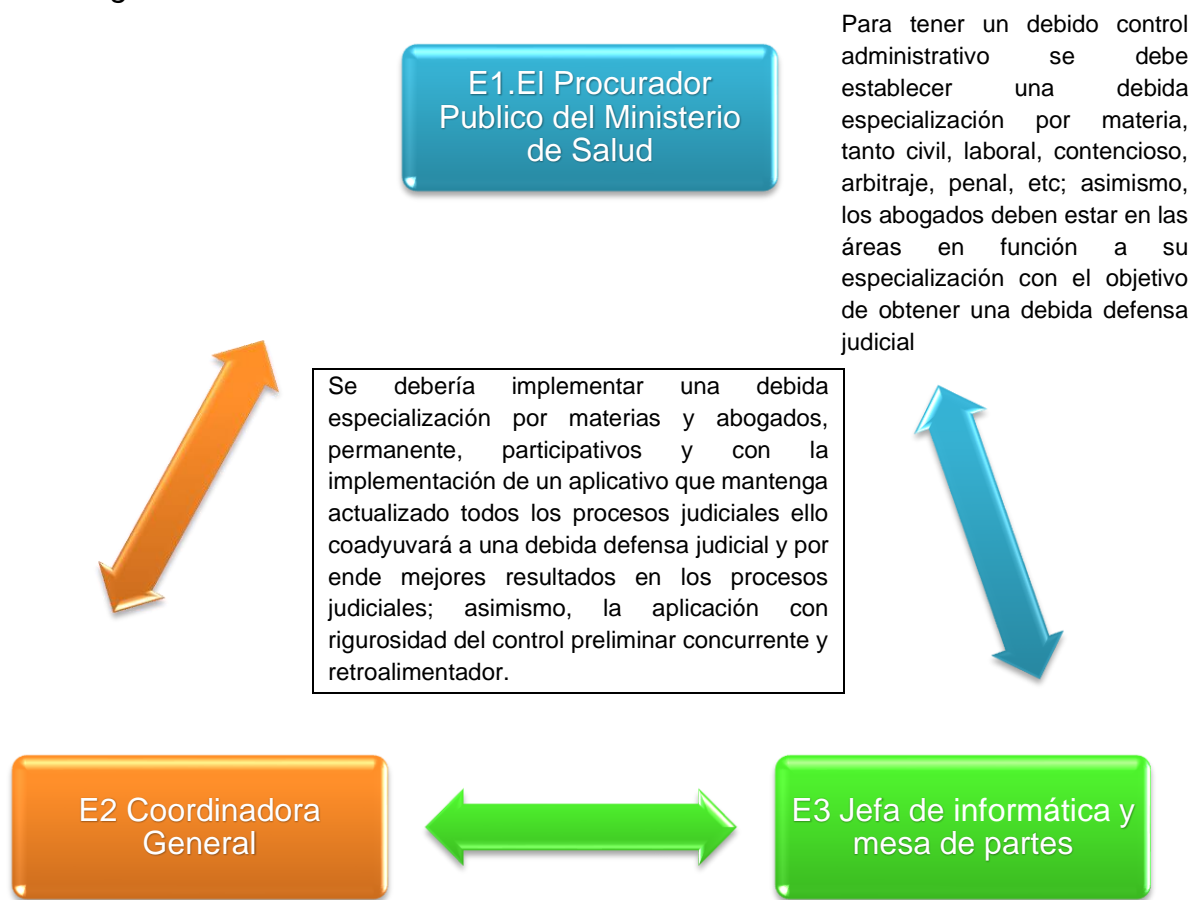 E1.El Procurador
Publico del Ministerio
de Salud
Para tener un debido control
administrativo se debe
establecer una debida
especialización por materia,
tanto civil, laboral, contencioso,
arbitraje, penal, etc; asimismo,
los abogados deben estar en las
áreas en función a su
especialización con el objetivo
de obtener una debida defensa
judicial
Se debería implementar una debida
especialización por materias y abogados,
permanente, participativos y con la
implementación de un aplicativo que mantenga
actualizado todos los procesos judiciales ello
coadyuvará a una debida defensa judicial y por
ende mejores resultados en los procesos
judiciales; asimismo, la aplicación con
rigurosidad del control preliminar concurrente y
retroalimentador.
E2 Coordinadora
General
E3 Jefa de informática y
mesa de partes